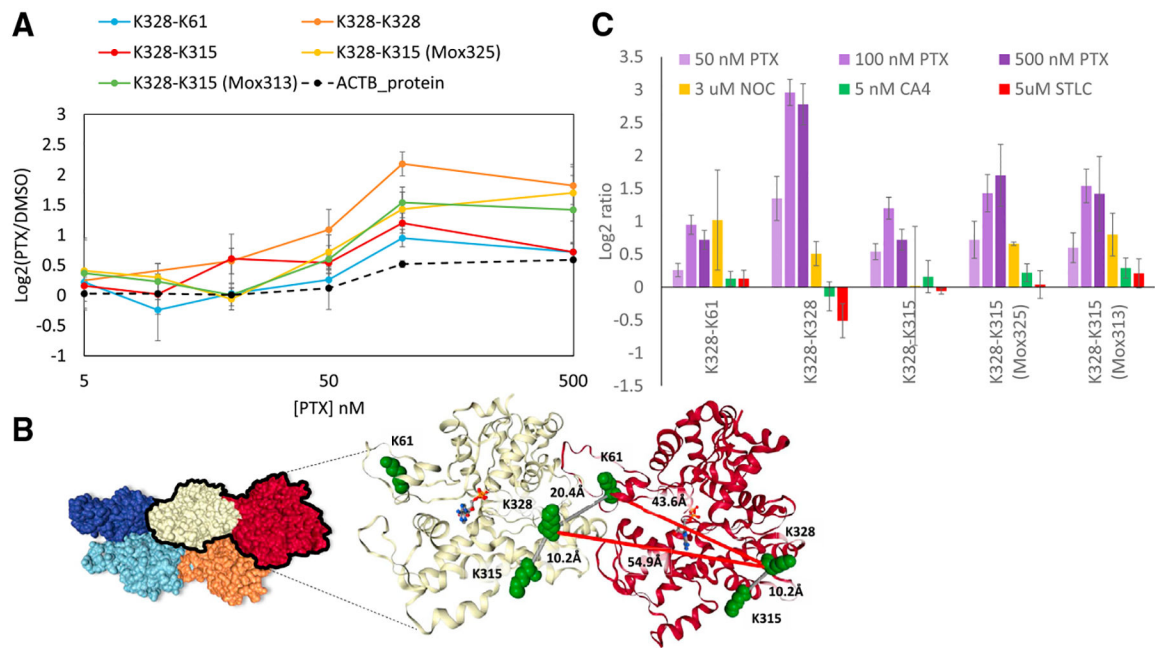 A
K328-K61
K328-K328
K328-K315
K328-K315 (Mox325)
K328-K315 (Mox313)
ACTB_protein
Log2(PTX/DMSO)
3
2.5
2
1.5
1
0.5
0
-0.5
-1
5
50
500
[PTX] nM
C
50 nM PTX
100 nM PTX
500 nM PTX
3 uM NOC
5 nM CA4
5uM STLC
Log2 ratio
3.5
3
2.5
2
1.5
1
0.5
0
-0.5
-1
-1.5
K328-K61
K328-K328
K328-K315
K328-K315
(Mox325)
K328-K315
(Mox313)
B
K61
K328
K315
20.4Å
10.2Å
K61
43.6Å
54.9Å
K328
10.2Å
K315